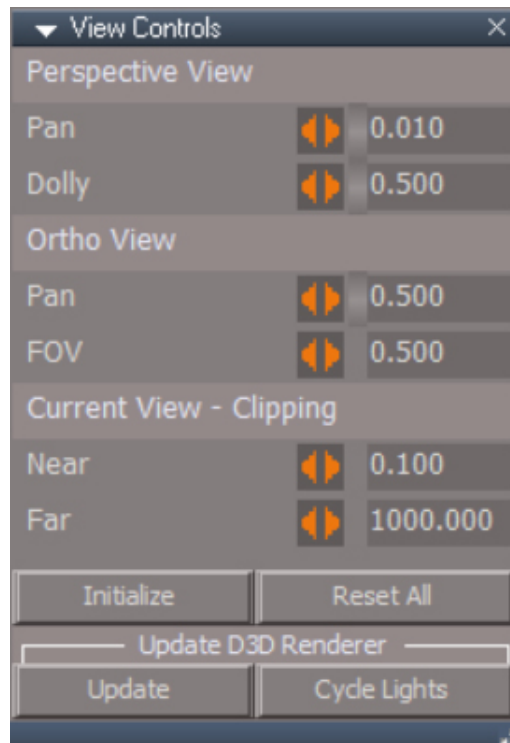 View Controls
Perspective View
Pan 0.010
Dolly 0.500
Ortho View
Pan 0.500
FOV 0.500
Current View - Clipping
Near 0.100
Far 1000.000
Initialize Reset All
Update D3D Renderer
Update Cycle Lights